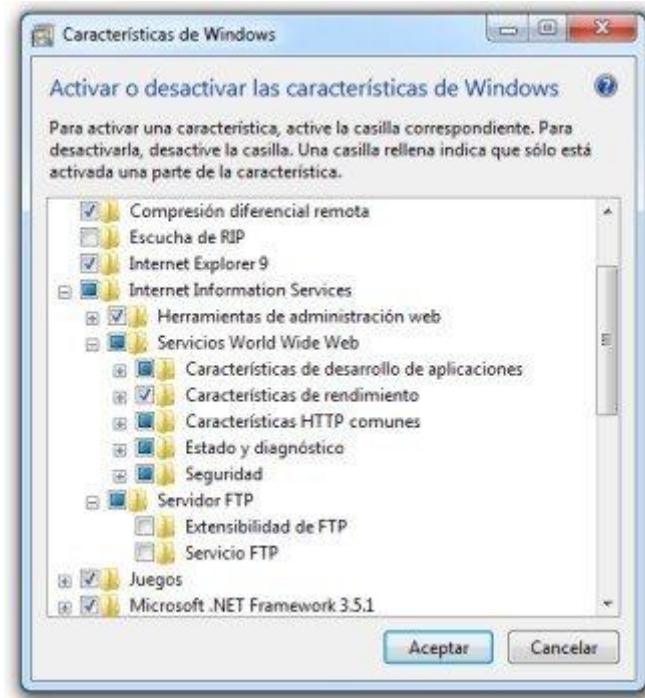 Características de Windows
Activar o desactivar las características de Windows
Para activar una característica, active la casilla correspondiente. Para
desactivarla, desactive la casilla. Una casilla rellena indica que sólo está
activada una parte de la característica.
Compresión diferencial remota
Escucha de RIP
Internet Explorer 9
Internet Information Services
Herramientas de administración web
Servicios World Wide Web
Características de desarrollo de aplicaciones
Características de rendimiento
Características HTTP comunes
Estado y diagnóstico
Seguridad
Servidor FTP
Extensibilidad de FTP
Servicio FTP
Juegos
Microsoft .NET Framework 3.5.1
Aceptar Cancelar